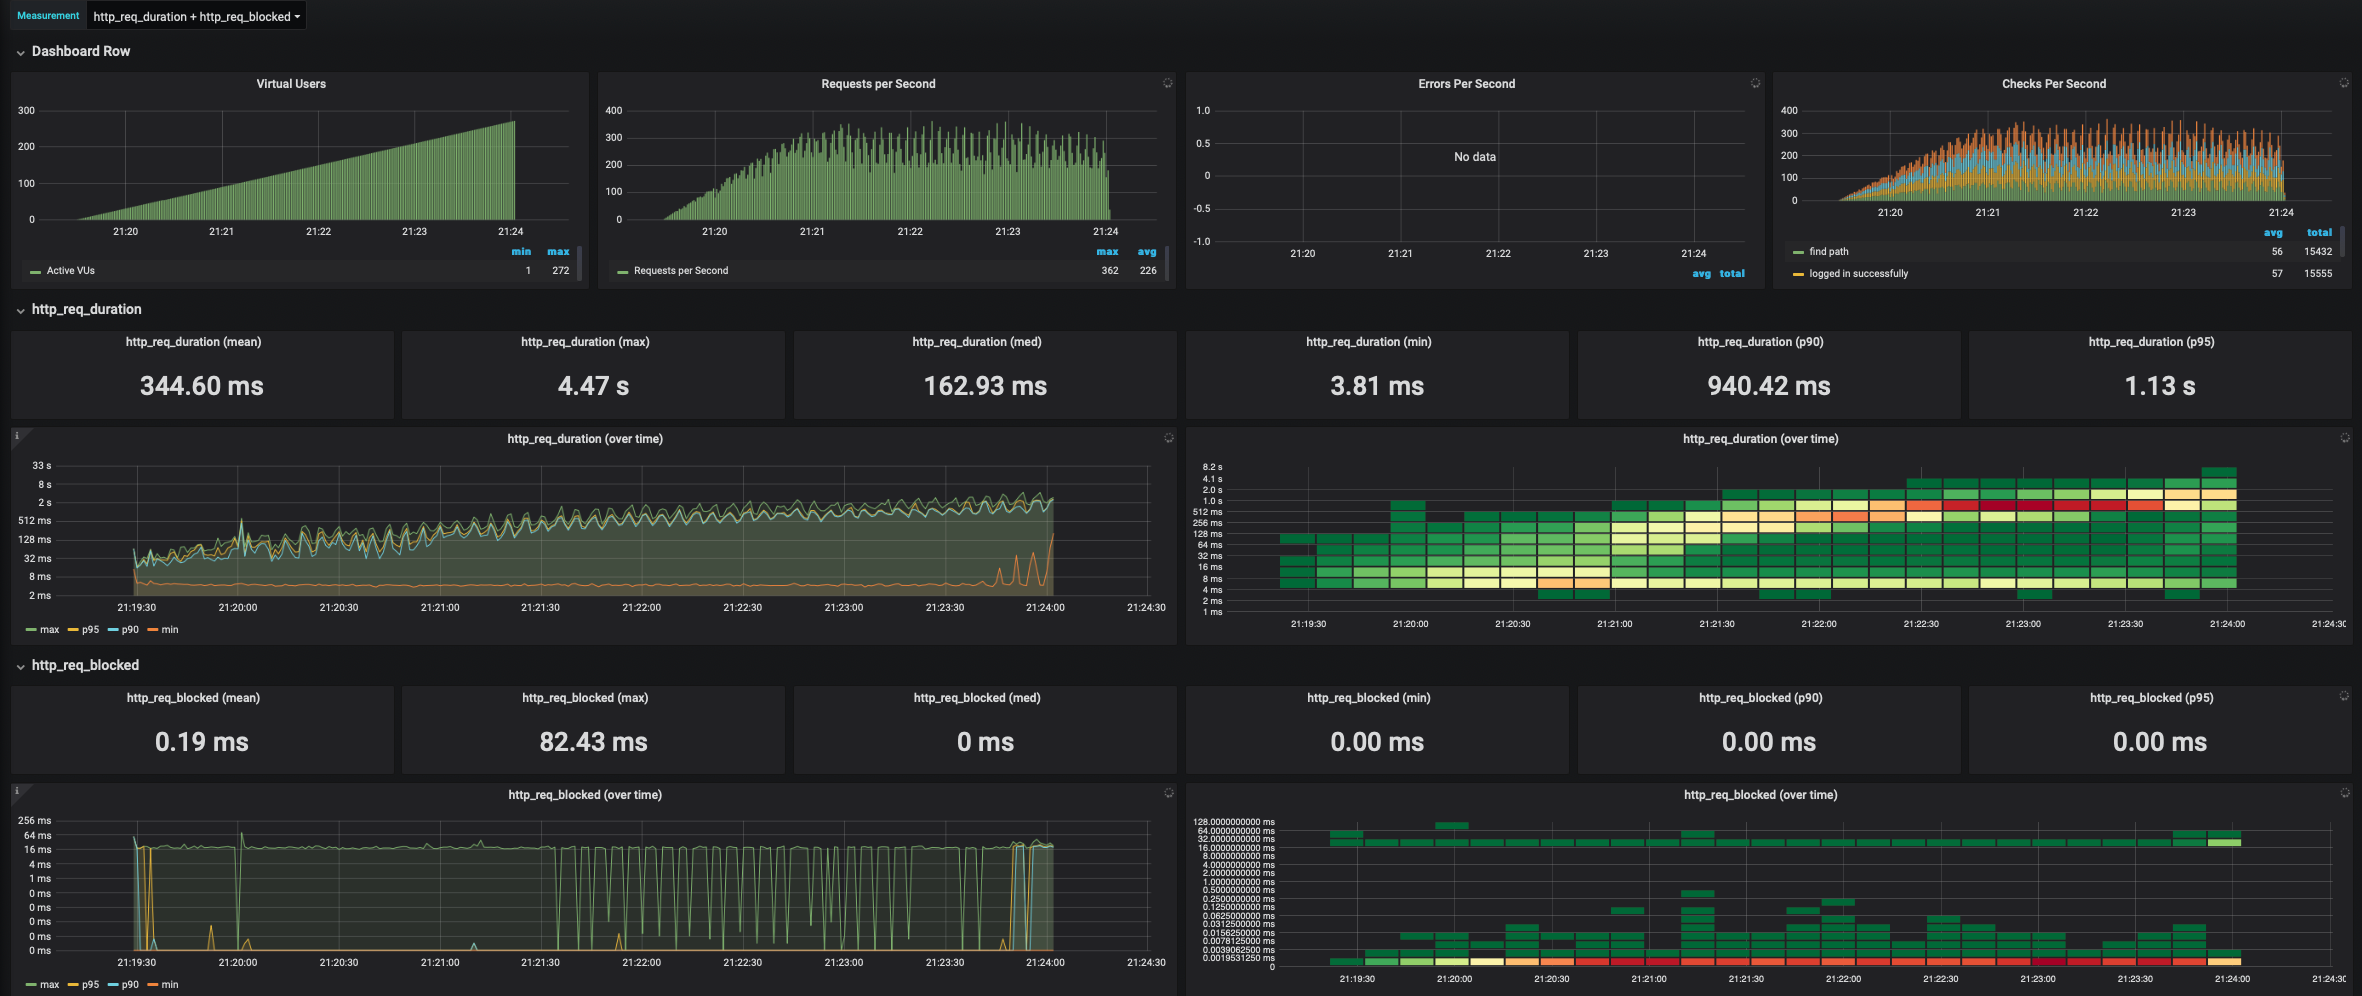 Measurement http_req_duration + http_req_blocked
Dashboard Row
Virtual Users
300
200
100
0
21:20 21:21 21:22 21:23 21:24
min max
Active VUs 1 272
Requests per Second
400
300
200
100
0
21:20 21:21 21:22 21:23 21:24
max avg
Requests per Second 362 226
Errors Per Second
1.0
0.5
0
-0.5
-1.0
No data
21:20 21:21 21:22 21:23 21:24
avg total
Checks Per Second
400
300
200
100
0
21:20 21:21 21:22 21:23 21:24
avg total
find path 56 15432
logged in successfully 57 15555
http_req_duration
http_req_duration (mean)
344.60 ms
http_req_duration (max)
4.47 s
http_req_duration (med)
162.93 ms
http_req_duration (min)
3.81 ms
http_req_duration (p90)
940.42 ms
http_req_duration (p95)
1.13 s
i
http_req_duration (over time)
33 s
8 s
2 s
512 ms
128 ms
32 ms
8 ms
2 ms
21:19:30 21:20:00 21:20:30 21:21:00 21:21:30 21:22:00 21:22:30 21:23:00 21:23:30 21:24:00 21:24:30
max p95 p90 min
http_req_duration (over time)
8.2 s
4.1 s
2.0 s
1.0 s
512 ms
256 ms
128 ms
64 ms
32 ms
16 ms
8 ms
4 ms
2 ms
1 ms
21:19:30 21:20:00 21:20:30 21:21:00 21:21:30 21:22:00 21:22:30 21:23:00 21:23:30 21:24:00 21:24:30
http_req_blocked
http_req_blocked (mean)
0.19 ms
http_req_blocked (max)
82.43 ms
http_req_blocked (med)
0 ms
http_req_blocked (min)
0.00 ms
http_req_blocked (p90)
0.00 ms
http_req_blocked (p95)
0.00 ms
i
http_req_blocked (over time)
256 ms
64 ms
16 ms
4 ms
1 ms
0 ms
0 ms
0 ms
0 ms
0 ms
21:19:30 21:20:00 21:20:30 21:21:00 21:21:30 21:22:00 21:22:30 21:23:00 21:23:30 21:24:00 21:24:30
max p95 p90 min
http_req_blocked (over time)
128.0000000000 ms
64.0000000000 ms
32.0000000000 ms
16.0000000000 ms
8.0000000000 ms
4.0000000000 ms
2.0000000000 ms
1.0000000000 ms
0.5000000000 ms
0.2500000000 ms
0.1250000000 ms
0.0625000000 ms
0.0312500000 ms
0.0156250000 ms
0.0078125000 ms
0.0039062500 ms
0.0019531250 ms
0
21:19:30 21:20:00 21:20:30 21:21:00 21:21:30 21:22:00 21:22:30 21:23:00 21:23:30 21:24:00 21:24:30